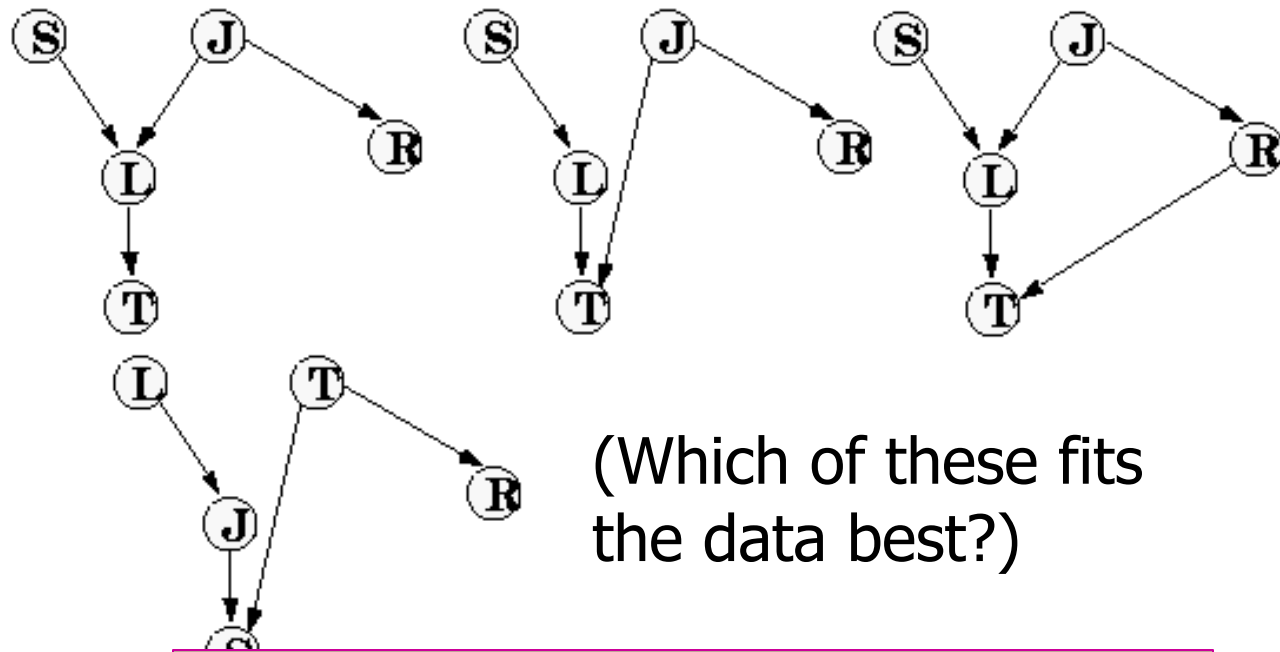 S J
R
L
T
S J
R
L
T
S J
R
L
T
L T
R
J
S
(Which of these fits
the data best?)